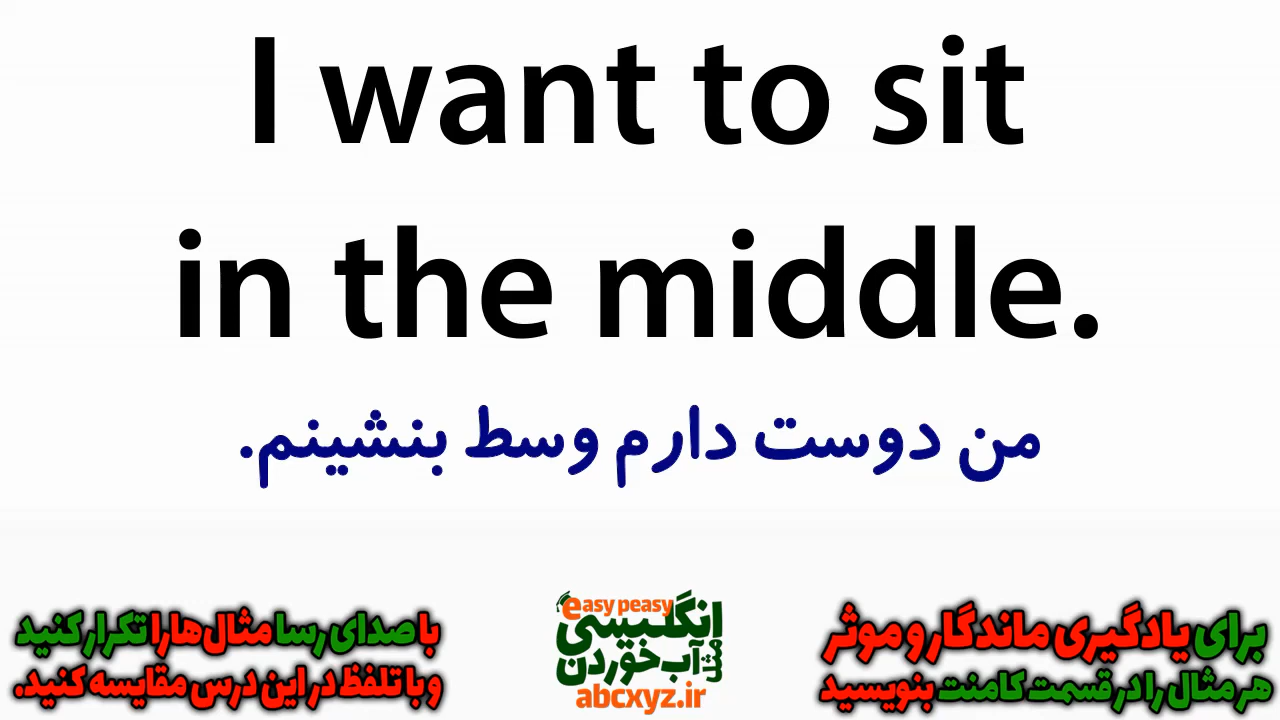 I want to sit
in the middle.
من دوست دارم وسط بنشینم.
برای یادگیری ماندگار و موثر
هر مثال را در قسمت کامنت بنویسید
easy peasy
انگلیسی
مثل آب خوردن
abcxyz.ir
با صدای رسا مثال‌ها را تکرار کنید
و با تلفظ در این درس مقایسه کنید.